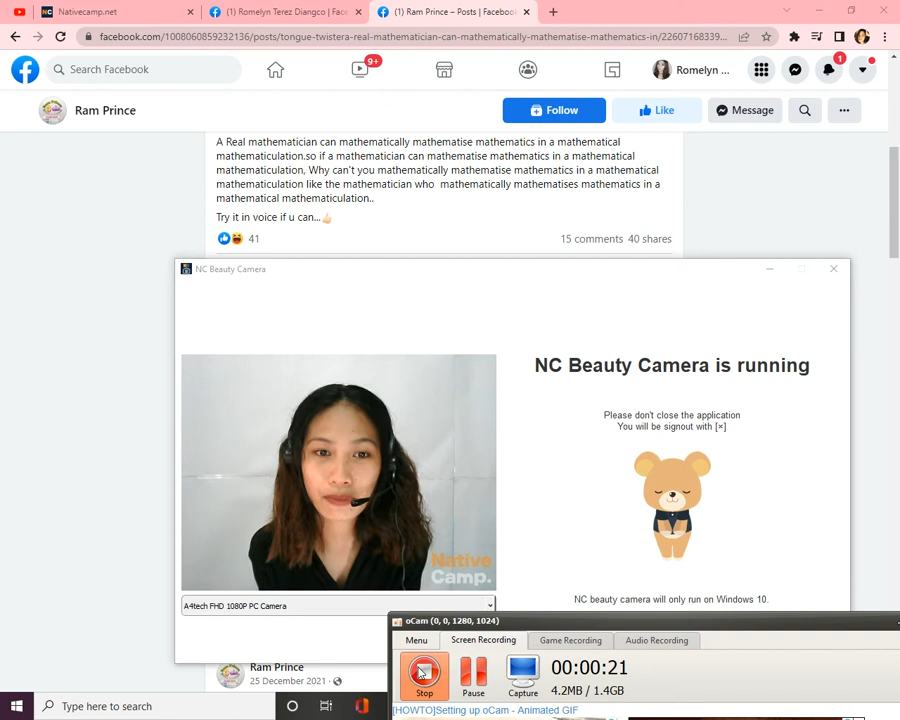 Nativecamp.net
(1) Romelyn Terez Diangco | Face
(1) Ram Prince – Posts | Facebook
facebook.com/1008060859232136/posts/tongue-twistera-real-mathematician-can-mathematically-mathematise-mathematics-in/22607168339...
Search Facebook
9+
Romelyn ...
1
Ram Prince
Follow
Like
Message
A Real mathematician can mathematically mathematise mathematics in a mathematical
mathematiculation.so if a mathematician can mathematise mathematics in a mathematical
mathematiculation, Why can't you mathematically mathematise mathematics in a mathematical
mathematiculation like the mathematician who mathematically mathematises mathematics in a
mathematical mathematiculation..
Try it in voice if u can...👍🏻
41
15 comments 40 shares
NC Beauty Camera
NC Beauty Camera is running
Please don't close the application
You will be signout with [×]
Native
Camp.
A4tech FHD 1080P PC Camera
NC beauty camera will only run on Windows 10.
oCam (0, 0, 1280, 1024)
Menu
Screen Recording
Game Recording
Audio Recording
Stop
Pause
Capture
00:00:21
4.2MB / 1.4GB
[HOWTO]Setting up oCam - Animated GIF
Ram Prince
25 December 2021
Type here to search